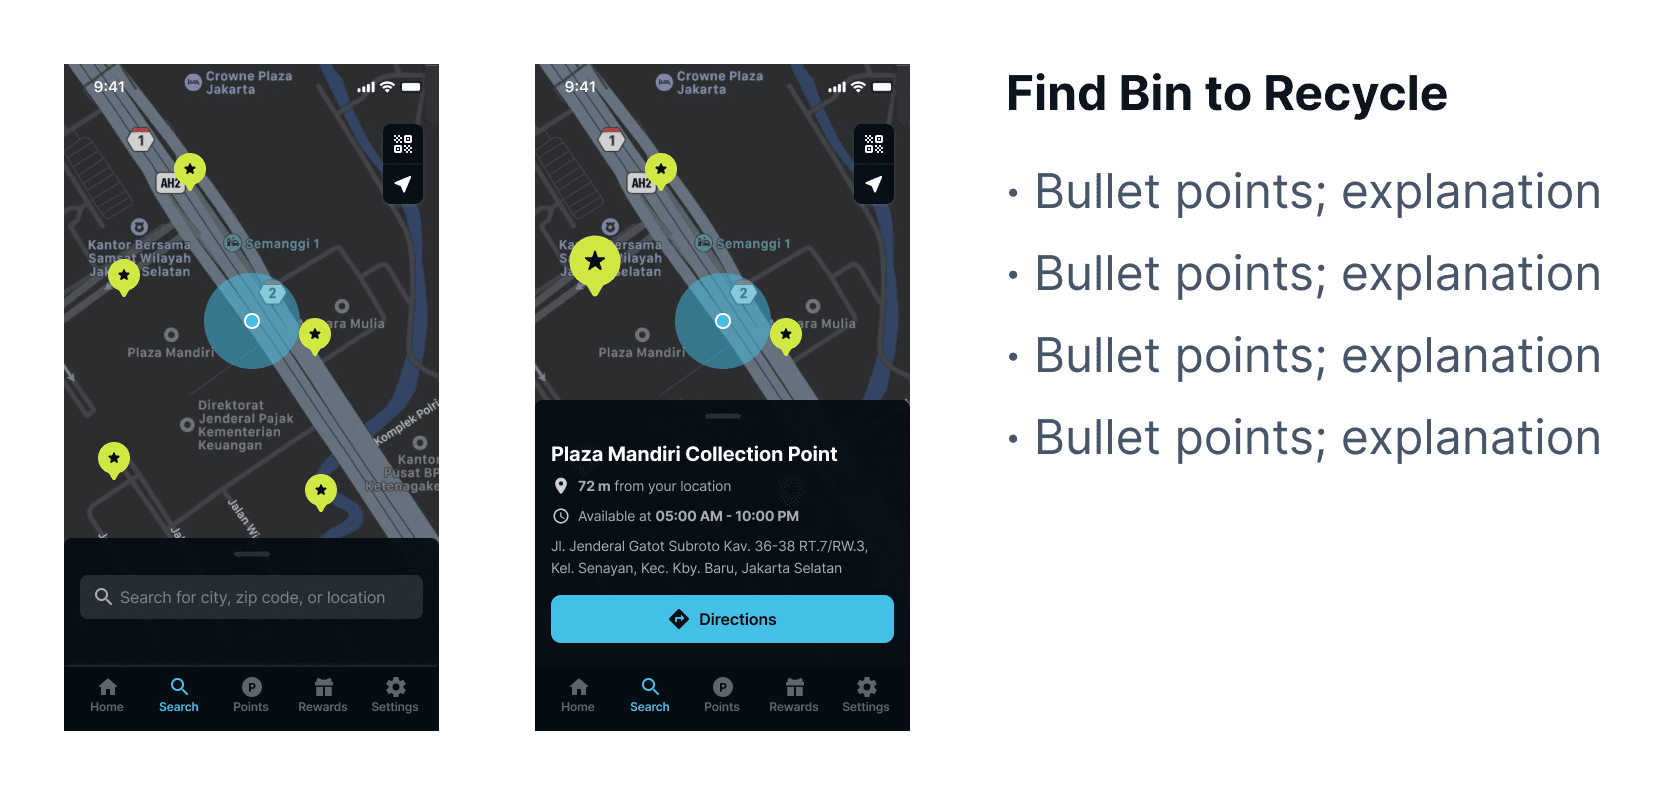 9:41
Crowne Plaza
Jakarta
1
AH2
Kantor Bersama
Samsat Wilayah
Selatan
Semanggi 1
2
ara Mulia
Plaza Mandiri
Direktorat
Jenderal Pajak
Kementerian
Keuangan
Komplek Polri
Kantor
Pusat BP
Ketenagake
Jalan Wi
Search for city, zip code, or location
Home
Search
P
Points
Rewards
Settings
9:41
Crowne Plaza
Jakarta
1
AH2
Bersama
Wilayah
Selatan
Semanggi 1
2
ara Mulia
Plaza Mandiri
Plaza Mandiri Collection Point
72 m from your location
Available at 05:00 AM - 10:00 PM
Jl. Jenderal Gatot Subroto Kav. 36-38 RT.7/RW.3,
Kel. Senayan, Kec. Kby. Baru, Jakarta Selatan
Directions
Home
Search
P
Points
Rewards
Settings
Find Bin to Recycle
· Bullet points; explanation
· Bullet points; explanation
· Bullet points; explanation
· Bullet points; explanation